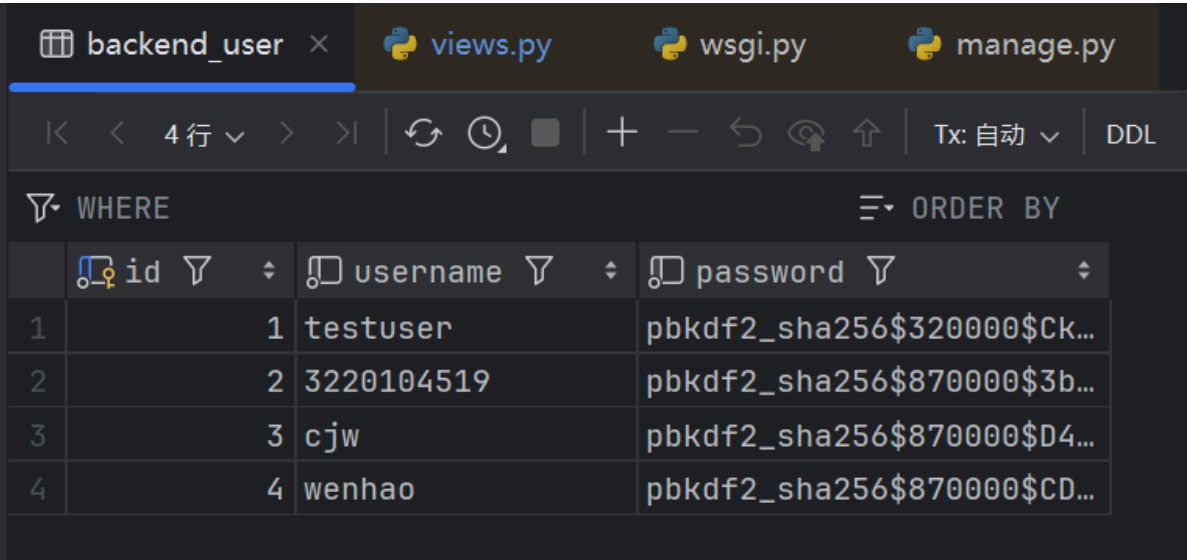 backend_user views.py wsgi.py manage.py
4 行 Tx: 自动 DDL
WHERE ORDER BY
id username password
1 1 testuser pbkdf2_sha256$320000$Ck…
2 2 3220104519 pbkdf2_sha256$870000$3b…
3 3 cjw pbkdf2_sha256$870000$D4…
4 4 wenhao pbkdf2_sha256$870000$CD…